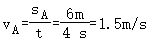 v_A = s_A/t = 6m/4 s = 1.5m/s